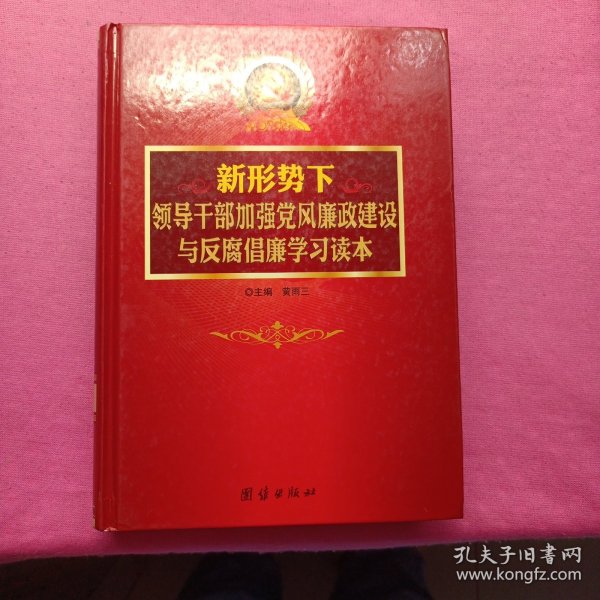 新形势下
领导干部加强党风廉政建设
与反腐倡廉学习读本
◎主编 黄雨三
团结出版社
孔夫子旧书网
www.kongfz.com